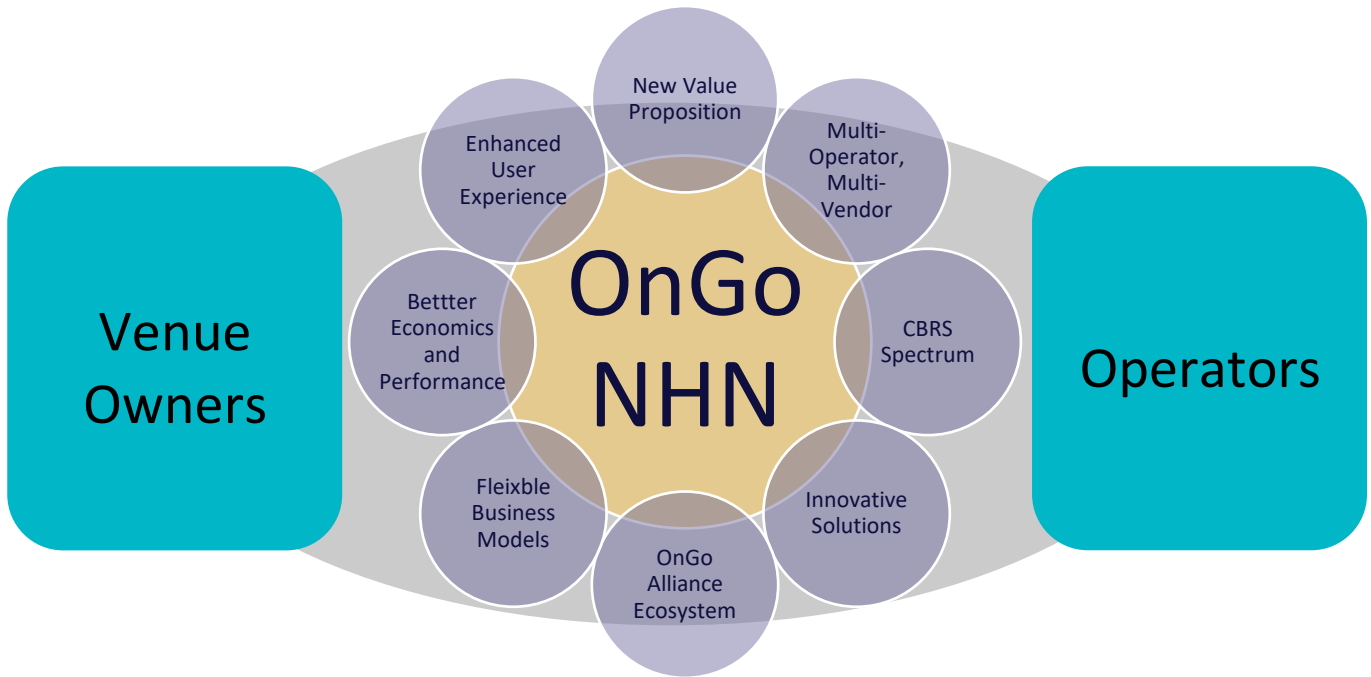 New Value
Proposition
Multi-
Operator,
Multi-
Vendor
Enhanced
User
Experience
OnGo
NHN
Bettter
Economics
and
Performance
CBRS
Spectrum
Venue
Owners
Operators
Fleixble
Business
Models
Innovative
Solutions
OnGo
Alliance
Ecosystem